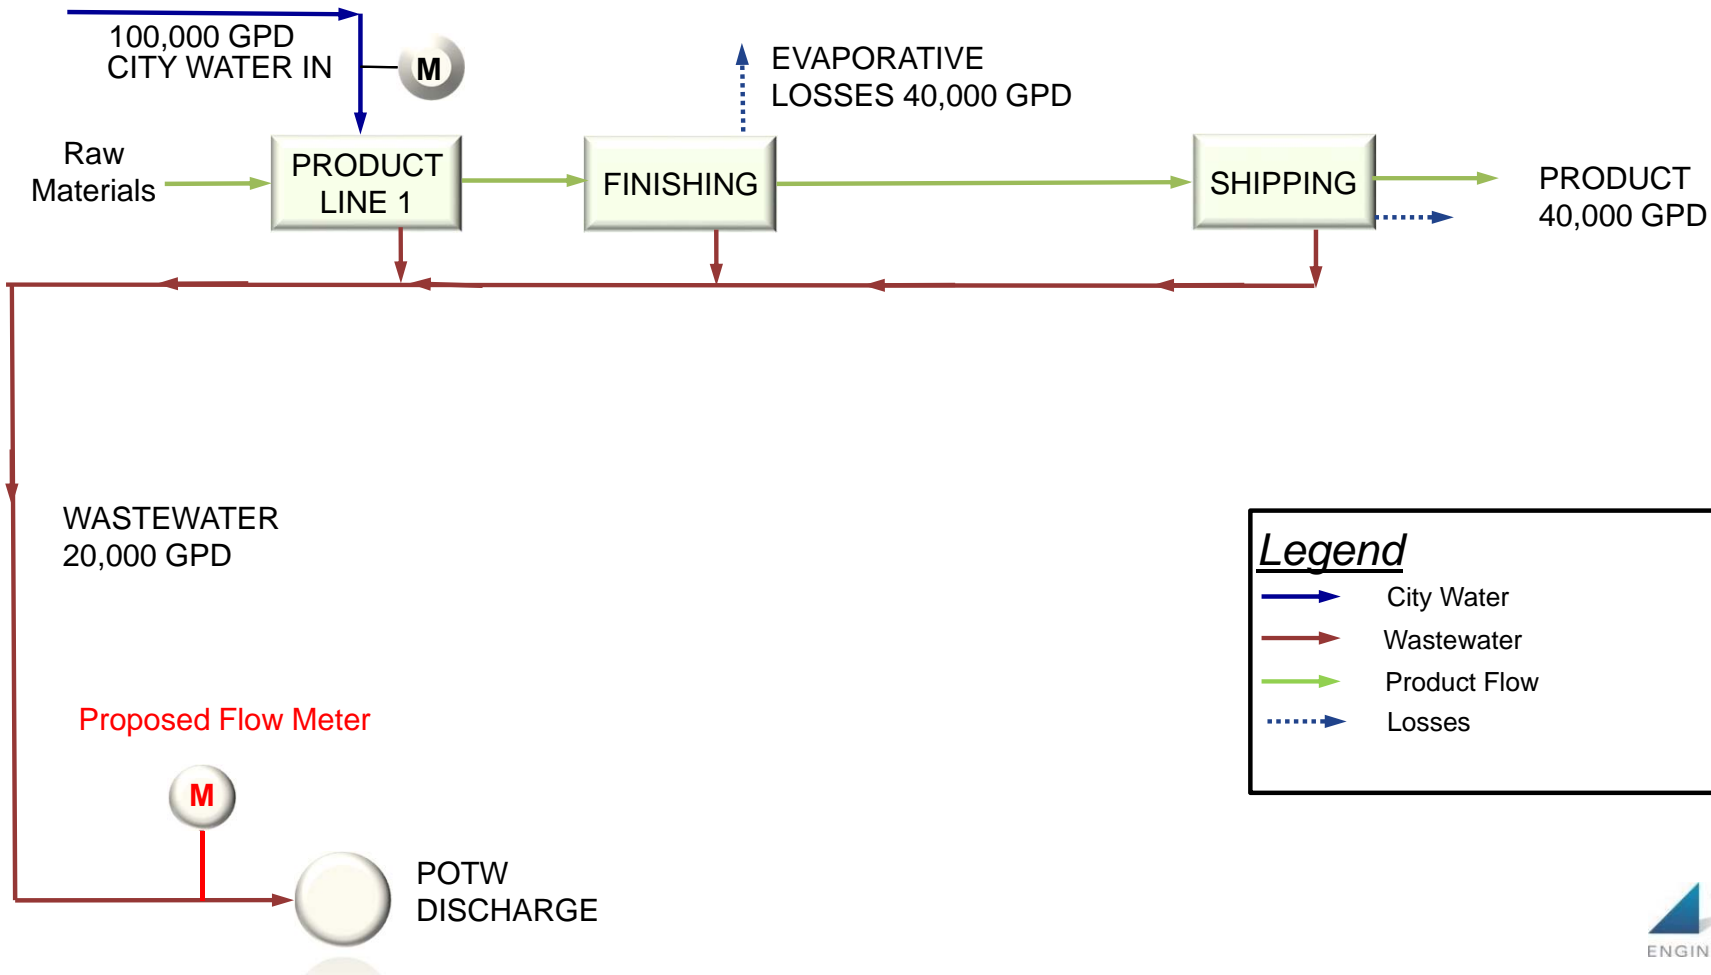 100,000 GPD
CITY WATER IN
M
EVAPORATIVE
LOSSES 40,000 GPD
Raw
Materials
PRODUCT
LINE 1
FINISHING
SHIPPING
PRODUCT
40,000 GPD
WASTEWATER
20,000 GPD
Legend
City Water
Wastewater
Product Flow
Losses
Proposed Flow Meter
M
POTW
DISCHARGE
ENGIN